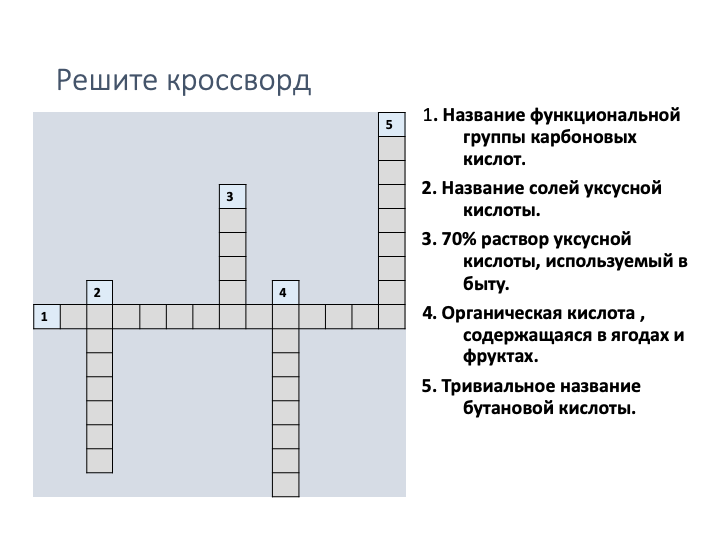 Решите кроссворд
1. Название функциональной
группы карбоновых
кислот.
2. Название солей уксусной
кислоты.
3. 70% раствор уксусной
кислоты, используемый в
быту.
4. Органическая кислота ,
содержащаяся в ягодах и
фруктах.
5. Тривиальное название
бутановой кислоты.
5
3
2
4
1